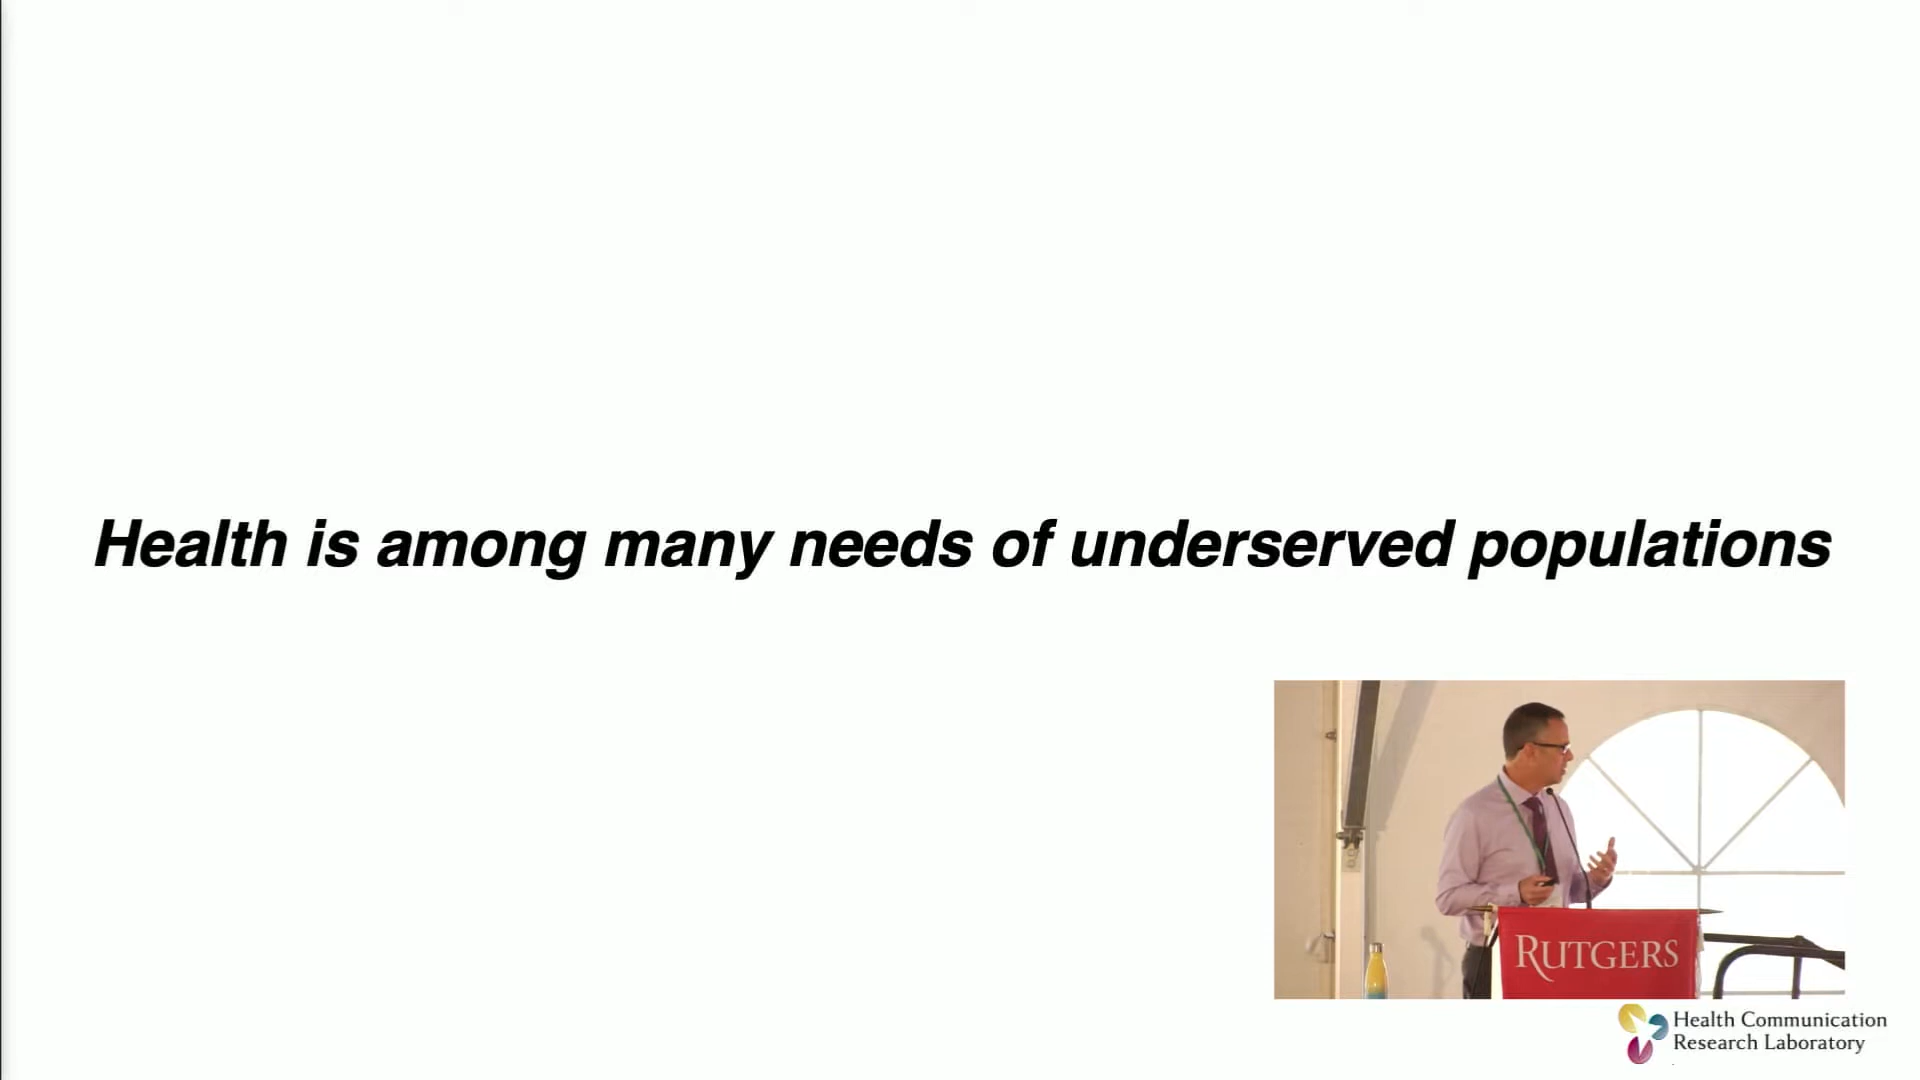 Health is among many needs of underserved populations
RUTGERS
Health Communication
Research Laboratory